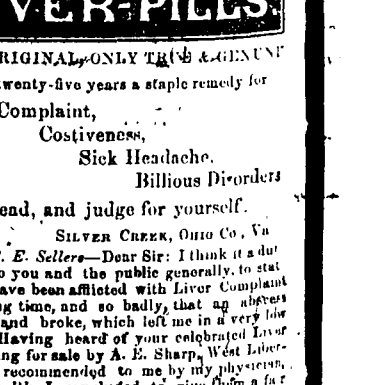 VER-PILLS.
RIGINAL, ONLY TRUE & GENUI
wenty-five years a staple remedy for
Complaint,
Costiveness,
Sick Headache.
Billious Disorders
ead, and judge for yourself.
SILVER CREEK, OHIO Co, Va
. E. Sellers—Dear Sir: I think it a dut
o you and the public generally, to stat
ave been afflicted with Liver Complaint
g time, and so badly, that an abscess
and broke, which left me in a very low
Having heard of your celebrated Liver
ng for sale by A. E. Sharp, West Liber-
recommended to me by my physician,